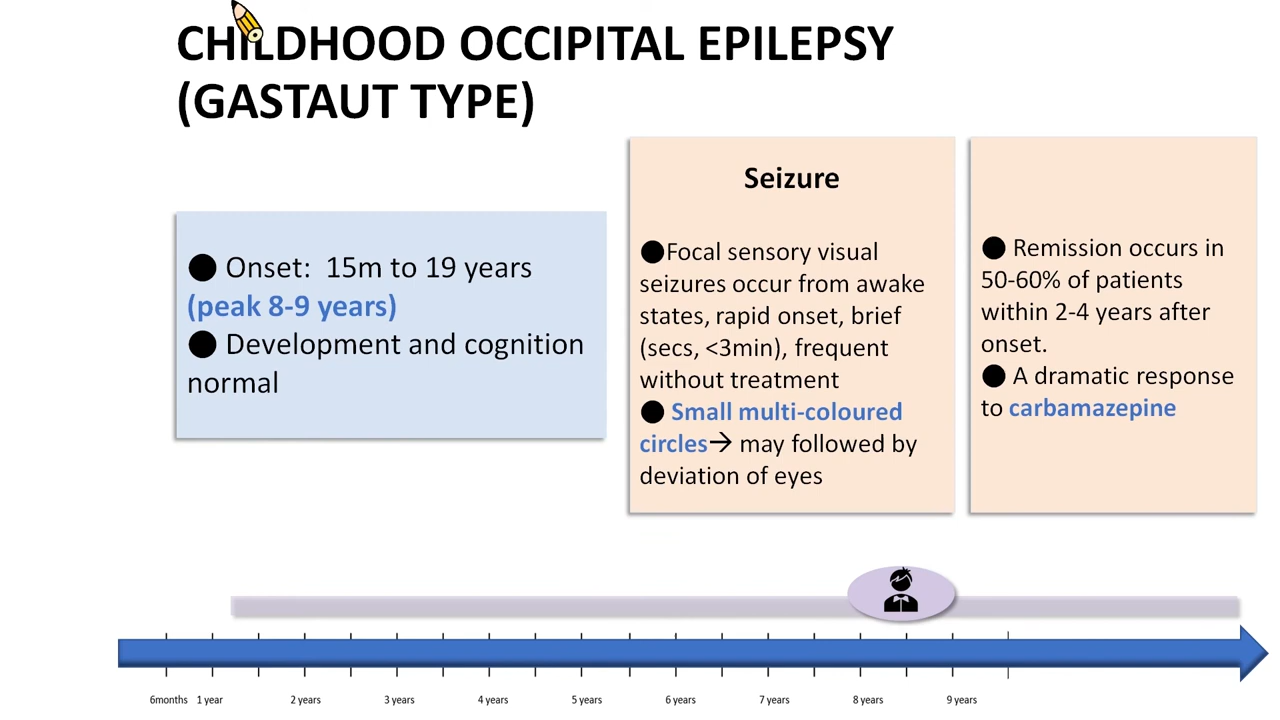 CHILDHOOD OCCIPITAL EPILEPSY
(GASTAUT TYPE)
● Onset:  15m to 19 years
(peak 8-9 years)
● Development and cognition
normal
Seizure
●Focal sensory visual
seizures occur from awake
states, rapid onset, brief
(secs, <3min), frequent
without treatment
● Small multi-coloured
circles→ may followed by
deviation of eyes
● Remission occurs in
50-60% of patients
within 2-4 years after
onset.
● A dramatic response
to carbamazepine
6months 1 year 2 years 3 years 4 years 5 years 6 years 7 years 8 years 9 years